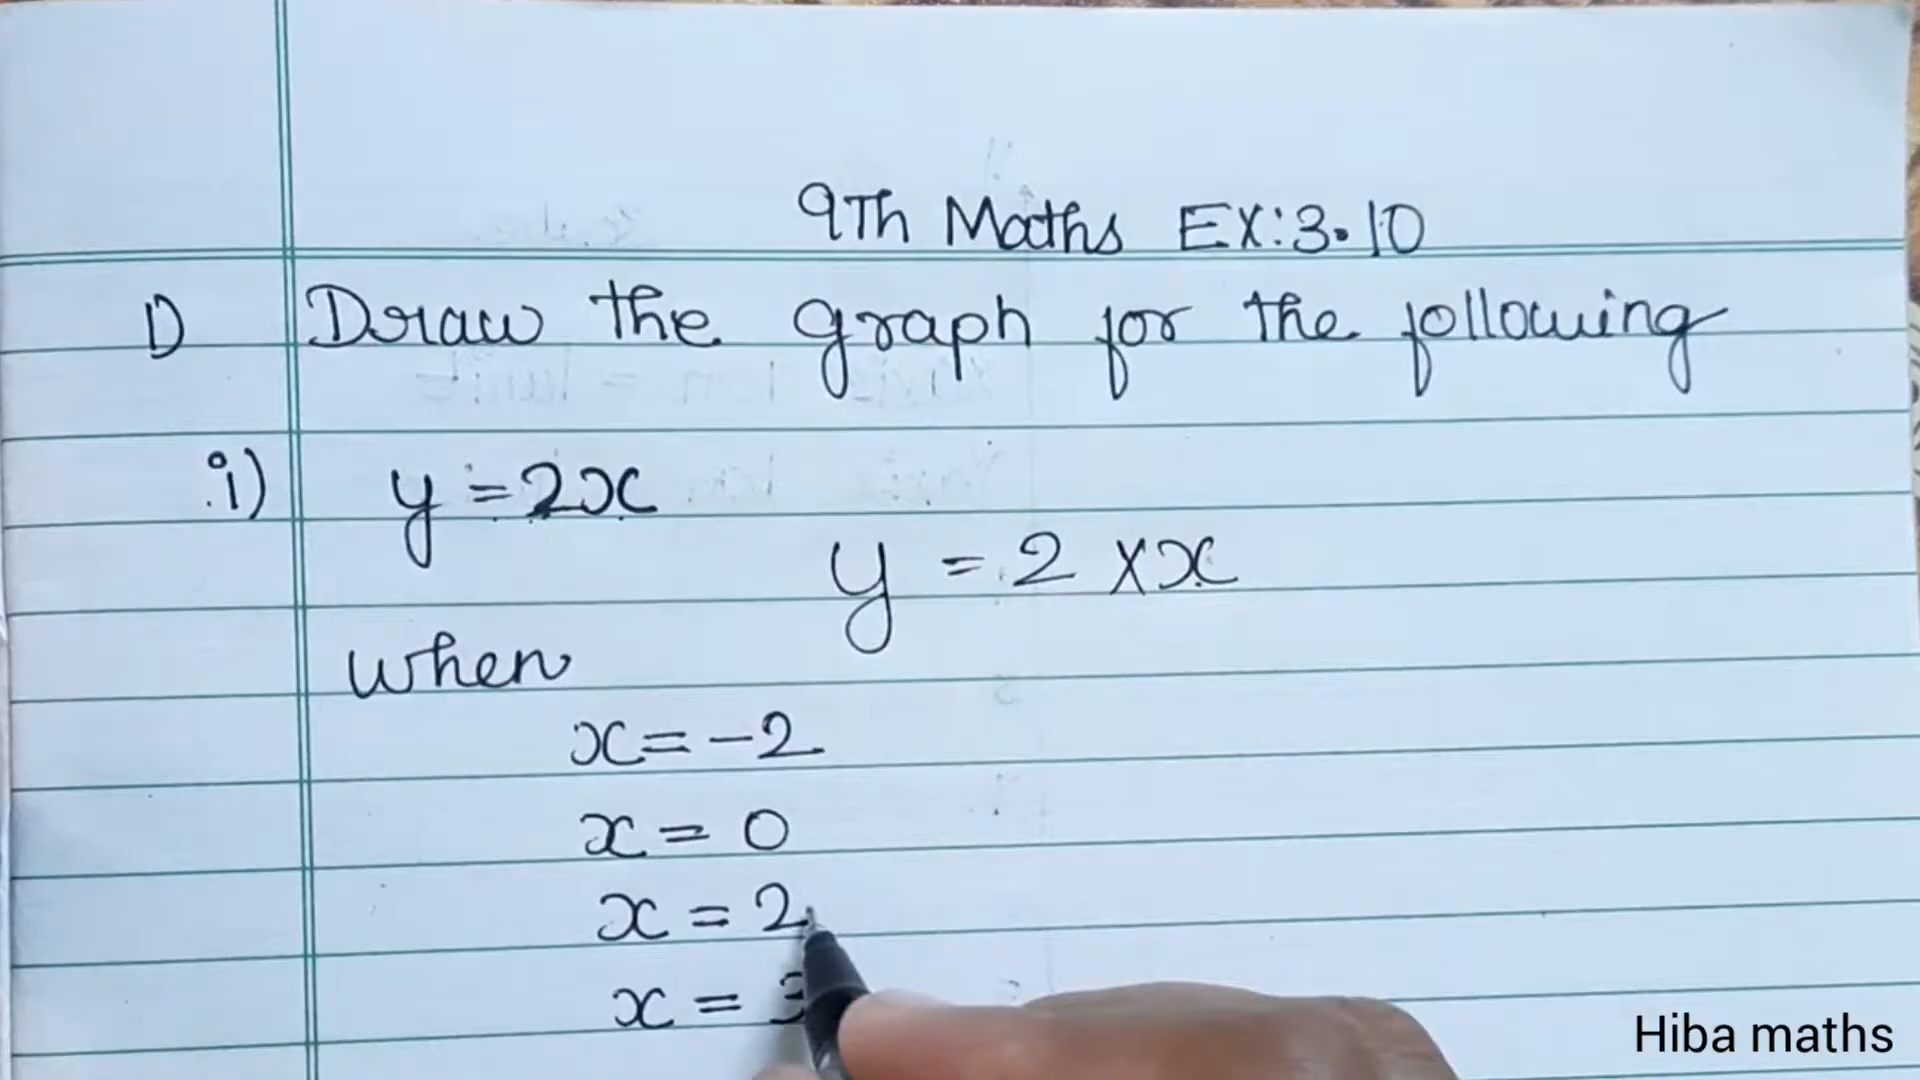 9Th Maths EX:3.10
1) Draw the graph for the following
i) y = 2x
y = 2 × x
when
x = -2
x = 0
x = 2
x = 3
Hiba maths